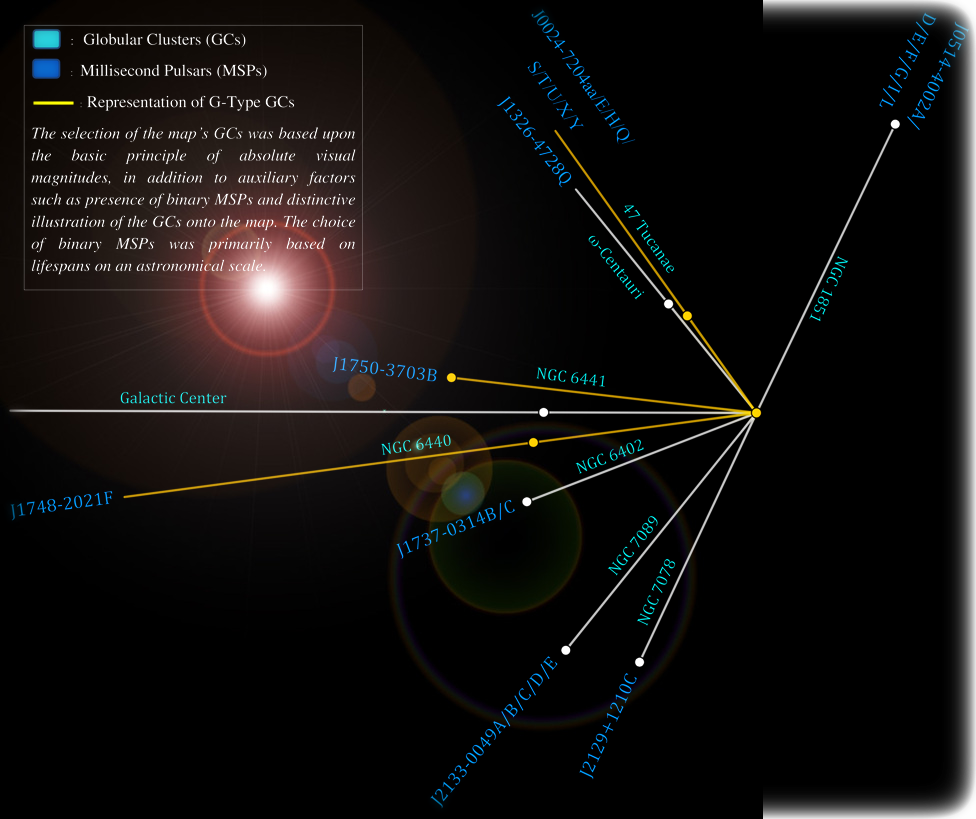 : Globular Clusters (GCs)
: Millisecond Pulsars (MSPs)
: Representation of G-Type GCs
The selection of the map's GCs was based upon
the basic principle of absolute visual
magnitudes, in addition to auxiliary factors
such as presence of binary MSPs and distinctive
illustration of the GCs onto the map. The choice
of binary MSPs was primarily based on
lifespans on an astronomical scale.
J0024-7204aa/E/H/Q/
S/T/U/X/Y
47 Tucanae
J1326-4728Q
ω-Centauri
J0514-4002A/
D/E/F/G/I/L
NGC 1851
J1750-3703B
NGC 6441
Galactic Center
NGC 6440
J1748-2021F
NGC 6402
J1737-0314B/C
NGC 7089
J2133-0049A/B/C/D/E
NGC 7078
J2129+1210C